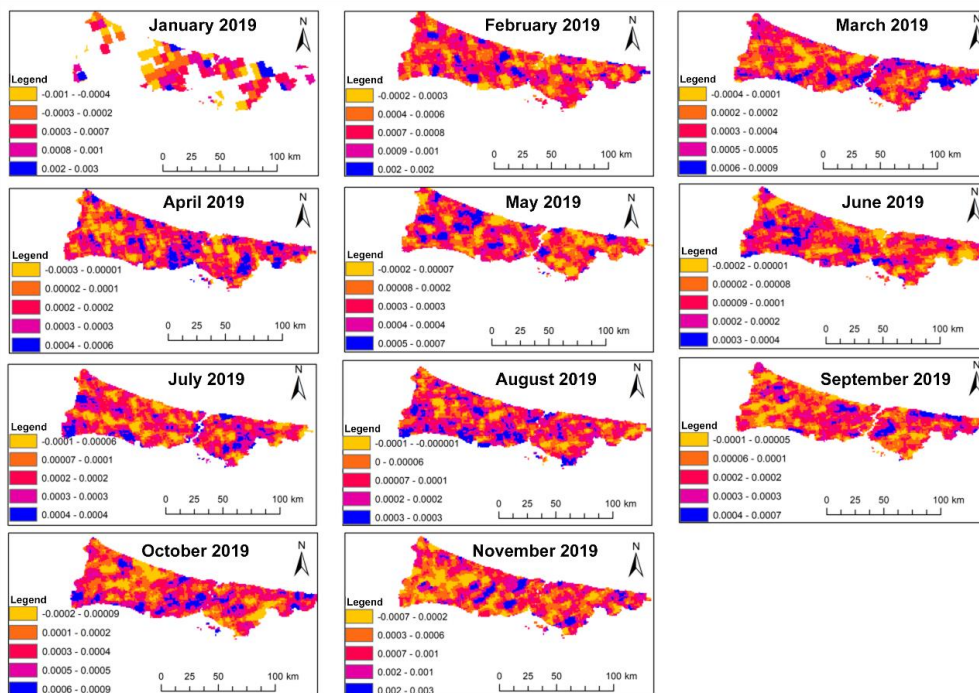 January 2019
N
Legend
-0.001 - -0.0004
-0.0003 - 0.0002
0.0003 - 0.0007
0.0008 - 0.001
0.002 - 0.003
0 25 50 100 km
February 2019
N
Legend
-0.0002 - 0.0003
0.0004 - 0.0006
0.0007 - 0.0008
0.0009 - 0.001
0.002 - 0.002
0 25 50 100 km
March 2019
N
Legend
-0.0004 - 0.0001
0.0002 - 0.0002
0.0003 - 0.0004
0.0005 - 0.0005
0.0006 - 0.0009
0 25 50 100 km
April 2019
N
Legend
-0.0003 - 0.00001
0.00002 - 0.0001
0.0002 - 0.0002
0.0003 - 0.0003
0.0004 - 0.0006
0 25 50 100 km
May 2019
N
Legend
-0.0002 - 0.00007
0.00008 - 0.0002
0.0003 - 0.0003
0.0004 - 0.0004
0.0005 - 0.0007
0 25 50 100 km
June 2019
N
Legend
-0.0002 - 0.00001
0.00002 - 0.00008
0.00009 - 0.0001
0.0002 - 0.0002
0.0003 - 0.0004
0 25 50 100 km
July 2019
N
Legend
-0.0001 - 0.00006
0.00007 - 0.0001
0.0002 - 0.0002
0.0003 - 0.0003
0.0004 - 0.0004
0 25 50 100 km
August 2019
N
Legend
-0.0001 - -0.000001
0 - 0.00006
0.00007 - 0.0001
0.0002 - 0.0002
0.0003 - 0.0003
0 25 50 100 km
September 2019
N
Legend
-0.0001 - 0.00005
0.00006 - 0.0001
0.0002 - 0.0002
0.0003 - 0.0003
0.0004 - 0.0007
0 25 50 100 km
October 2019
N
Legend
-0.0002 - 0.00009
0.0001 - 0.0002
0.0003 - 0.0004
0.0005 - 0.0005
0.0006 - 0.0009
0 25 50 100 km
November 2019
N
Legend
-0.0007 - 0.0002
0.0003 - 0.0006
0.0007 - 0.001
0.002 - 0.001
0.002 - 0.003
0 25 50 100 km